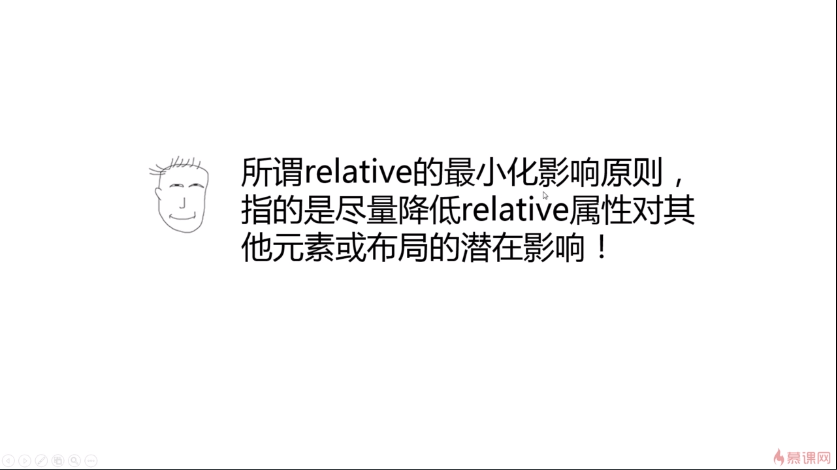 所谓relative的最小化影响原则，
指的是尽量降低relative属性对其
他元素或布局的潜在影响！
慕课网